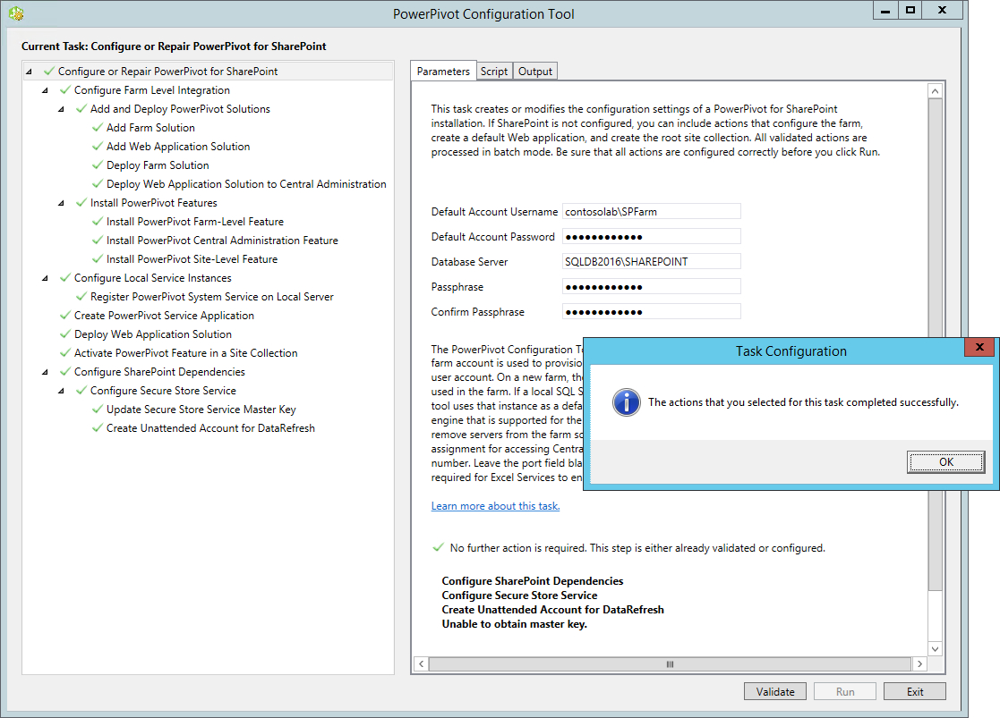 PowerPivot Configuration Tool
Current Task: Configure or Repair PowerPivot for SharePoint
Configure or Repair PowerPivot for SharePoint
Configure Farm Level Integration
Add and Deploy PowerPivot Solutions
Add Farm Solution
Add Web Application Solution
Deploy Farm Solution
Deploy Web Application Solution to Central Administration
Install PowerPivot Features
Install PowerPivot Farm-Level Feature
Install PowerPivot Central Administration Feature
Install PowerPivot Site-Level Feature
Configure Local Service Instances
Register PowerPivot System Service on Local Server
Create PowerPivot Service Application
Deploy Web Application Solution
Activate PowerPivot Feature in a Site Collection
Configure SharePoint Dependencies
Configure Secure Store Service
Update Secure Store Service Master Key
Create Unattended Account for DataRefresh
Parameters Script Output
This task creates or modifies the configuration settings of a PowerPivot for SharePoint
installation. If SharePoint is not configured, you can include actions that configure the farm,
create a default Web application, and create the root site collection. All validated actions are
processed in batch mode. Be sure that all actions are configured correctly before you click Run.
Default Account Username contosolab\SPFarm
Default Account Password ●●●●●●●●●●●●
Database Server SQLDB2016\SHAREPOINT
Passphrase ●●●●●●●●●●●●
Confirm Passphrase ●●●●●●●●●●●●
The PowerPivot Configuration T
farm account is used to provisio
user account. On a new farm, th
used in the farm. If a local SQL S
tool uses that instance as a defa
engine that is supported for the
remove servers from the farm sc
assignment for accessing Centra
number. Leave the port field bla
required for Excel Services to en
Learn more about this task.
No further action is required. This step is either already validated or configured.
Configure SharePoint Dependencies
Configure Secure Store Service
Create Unattended Account for DataRefresh
Unable to obtain master key.
Task Configuration
The actions that you selected for this task completed successfully.
OK
Validate Run Exit